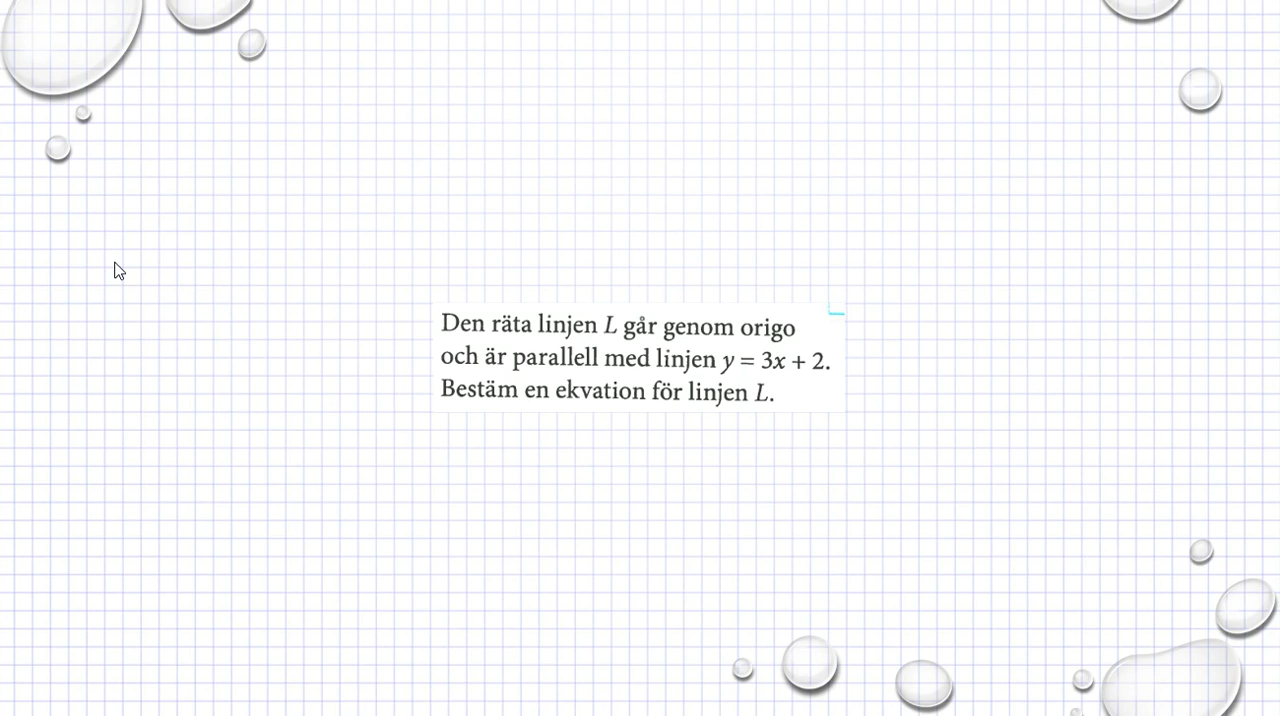 Den räta linjen L går genom origo
och är parallell med linjen y = 3x + 2.
Bestäm en ekvation för linjen L.